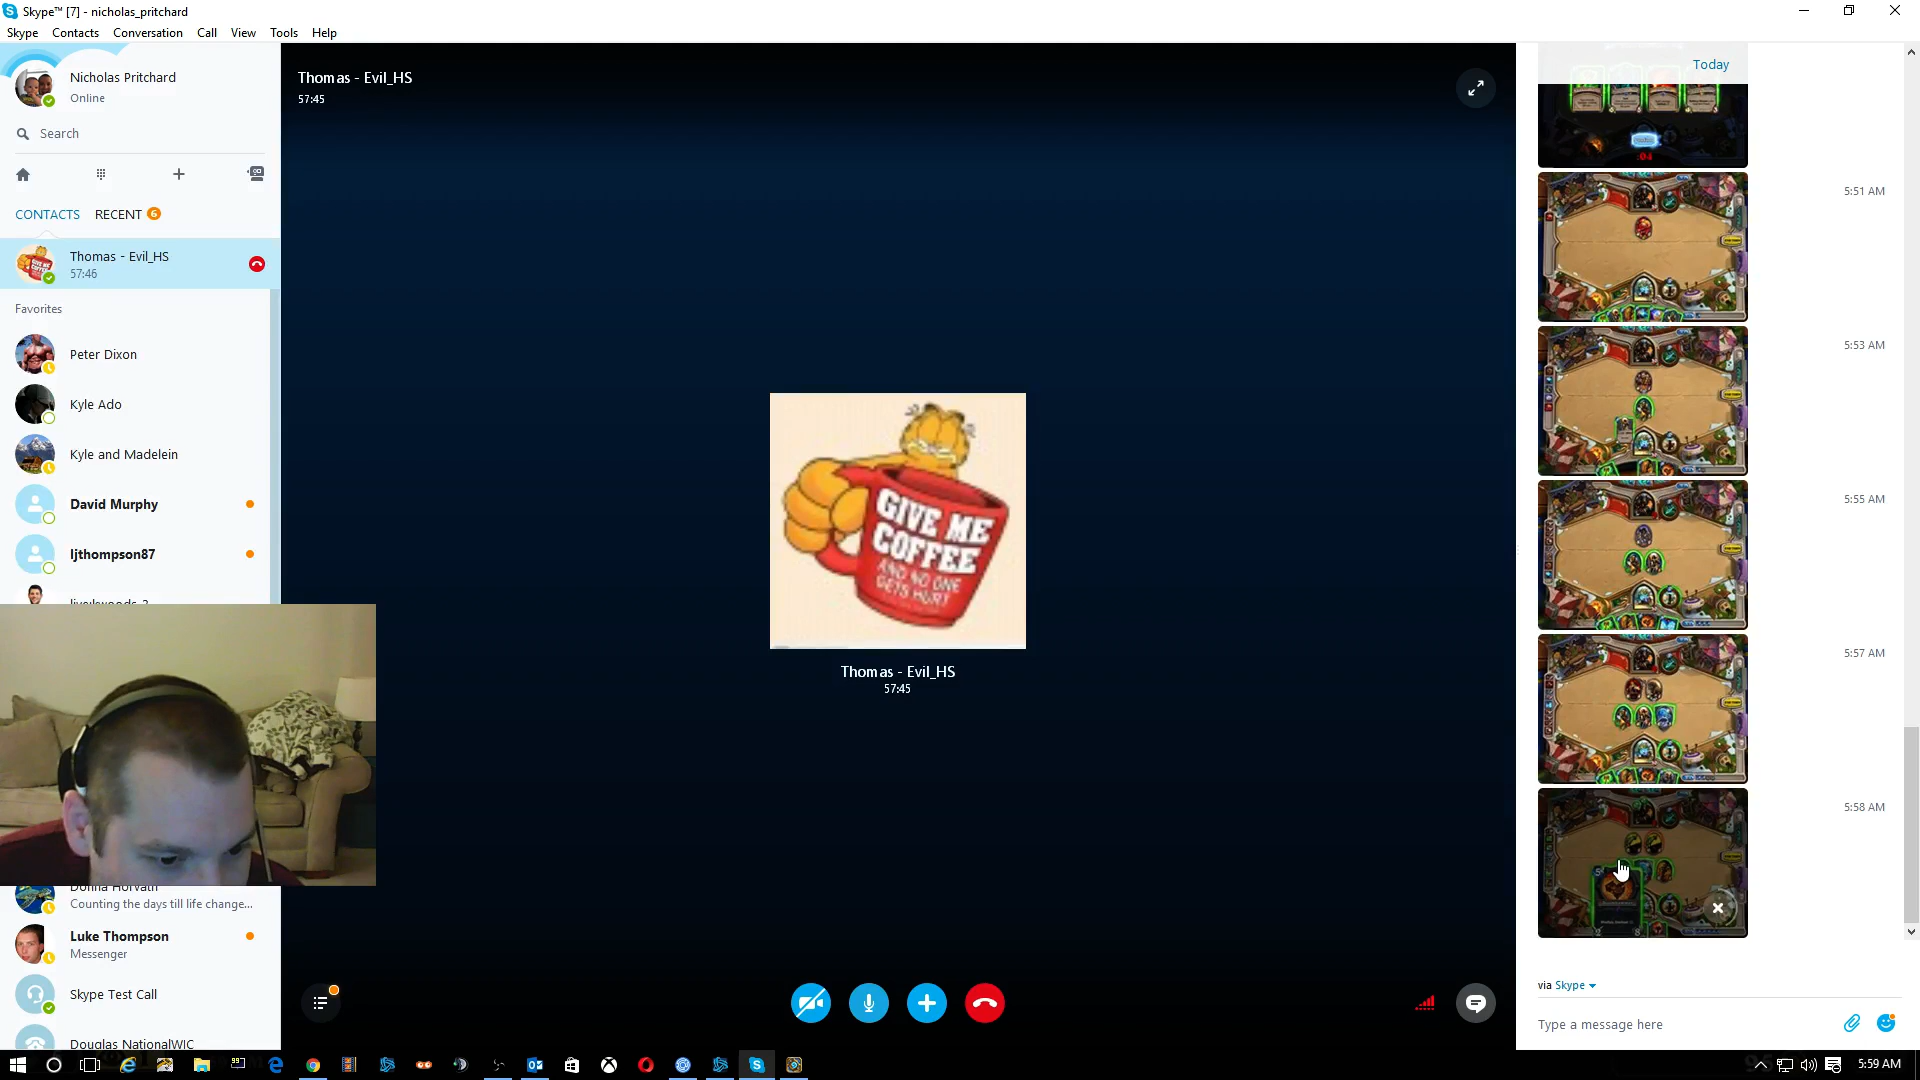 Skype™ [7] - nicholas_pritchard
Skype Contacts Conversation Call View Tools Help
Nicholas Pritchard
Online
Search
CONTACTS RECENT 6
Thomas - Evil_HS
57:46
Favorites
Peter Dixon
Kyle Ado
Kyle and Madelein
David Murphy
ljthompson87
Donna Horvath
Counting the days till life change...
Luke Thompson
Messenger
Skype Test Call
Douglas NationalWIC
Thomas - Evil_HS
57:45
GIVE ME
COFFEE
AND NO ONE
GETS HURT
Thomas - Evil_HS
57:45
Today
:04
5:51 AM
5:53 AM
5:55 AM
5:57 AM
5:58 AM
via Skype
Type a message here
5:59 AM